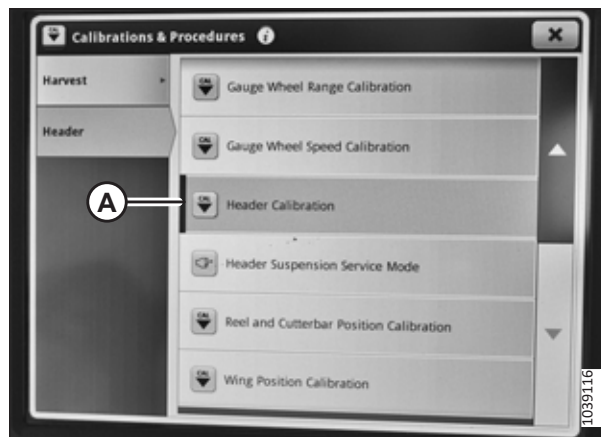 Calibrations & Procedures
Harvest
Header
Gauge Wheel Range Calibration
Gauge Wheel Speed Calibration
A
Header Calibration
Header Suspension Service Mode
Reel and Cutterbar Position Calibration
Wing Position Calibration
1039116